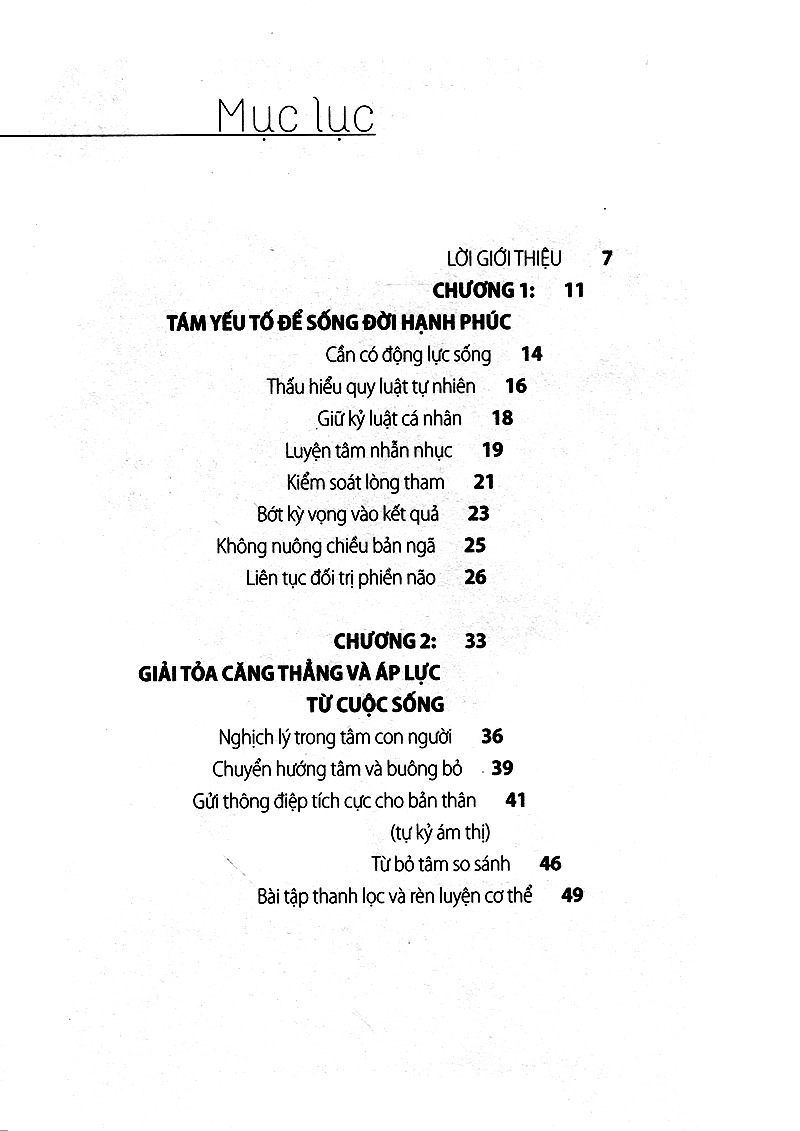 Mục lục
LỜI GIỚI THIỆU 7
CHƯƠNG 1: 11
TÁM YẾU TỐ ĐỂ SỐNG ĐỜI HẠNH PHÚC
Cần có động lực sống 14
Thấu hiểu quy luật tự nhiên 16
Giữ kỷ luật cá nhân 18
Luyện tâm nhẫn nhục 19
Kiểm soát lòng tham 21
Bớt kỳ vọng vào kết quả 23
Không nuông chiều bản ngã 25
Liên tục đối trị phiền não 26
CHƯƠNG 2: 33
GIẢI TỎA CĂNG THẲNG VÀ ÁP LỰC
TỪ CUỘC SỐNG
Nghịch lý trong tâm con người 36
Chuyển hướng tâm và buông bỏ 39
Gửi thông điệp tích cực cho bản thân 41
(tự kỷ ám thị)
Từ bỏ tâm so sánh 46
Bài tập thanh lọc và rèn luyện cơ thể 49